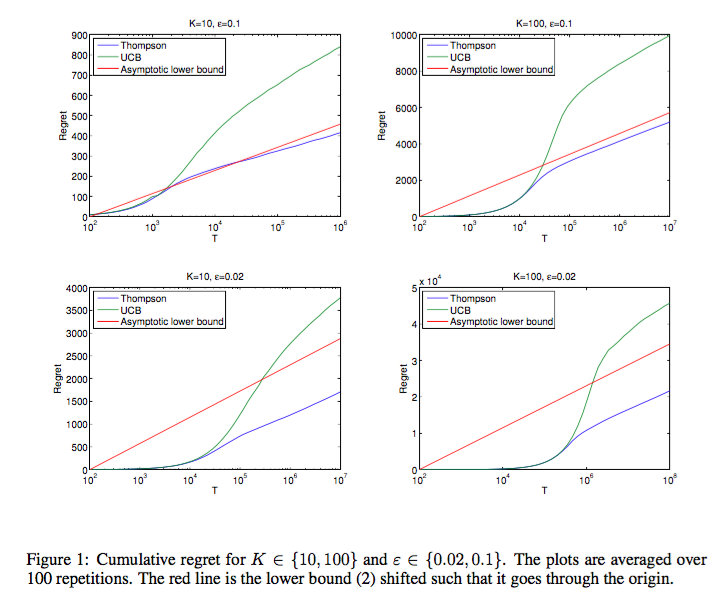 K=10, ε=0.1
900
800
700
600
500
400
300
200
100
0
Regret
Thompson
UCB
Asymptotic lower bound
10^2
10^3
10^4
10^5
10^6
T
K=100, ε=0.1
10000
8000
6000
4000
2000
0
Regret
Thompson
UCB
Asymptotic lower bound
10^2
10^3
10^4
10^5
10^6
10^7
T
K=10, ε=0.02
4000
3500
3000
2500
2000
1500
1000
500
0
Regret
Thompson
UCB
Asymptotic lower bound
10^2
10^3
10^4
10^5
10^6
10^7
T
K=100, ε=0.02
x 10^4
5
4
3
2
1
0
Regret
Thompson
UCB
Asymptotic lower bound
10^2
10^4
10^6
10^8
T
Figure 1: Cumulative regret for K ∈ {10, 100} and ε ∈ {0.02, 0.1}. The plots are averaged over
100 repetitions. The red line is the lower bound (2) shifted such that it goes through the origin.